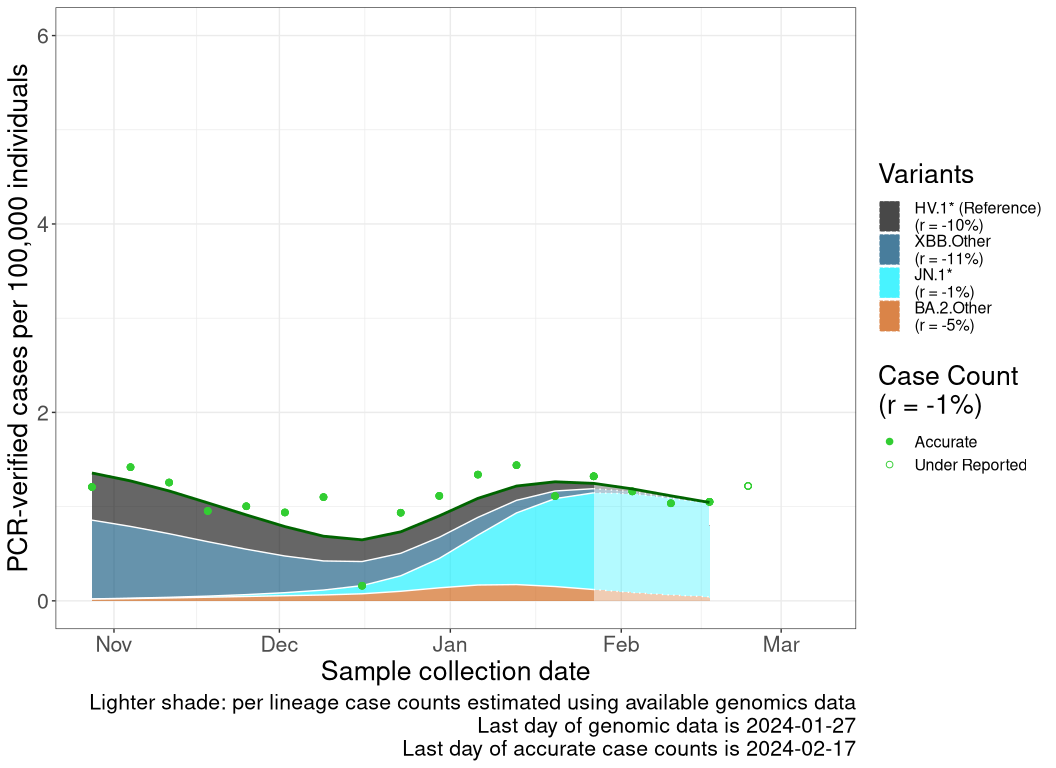 PCR-verified cases per 100,000 individuals
6
4
2
0
Nov Dec Jan Feb Mar
Sample collection date
Lighter shade: per lineage case counts estimated using available genomics data
Last day of genomic data is 2024-01-27
Last day of accurate case counts is 2024-02-17
Variants
HV.1* (Reference)
(r = -10%)
XBB.Other
(r = -11%)
JN.1*
(r = -1%)
BA.2.Other
(r = -5%)
Case Count
(r = -1%)
Accurate
Under Reported